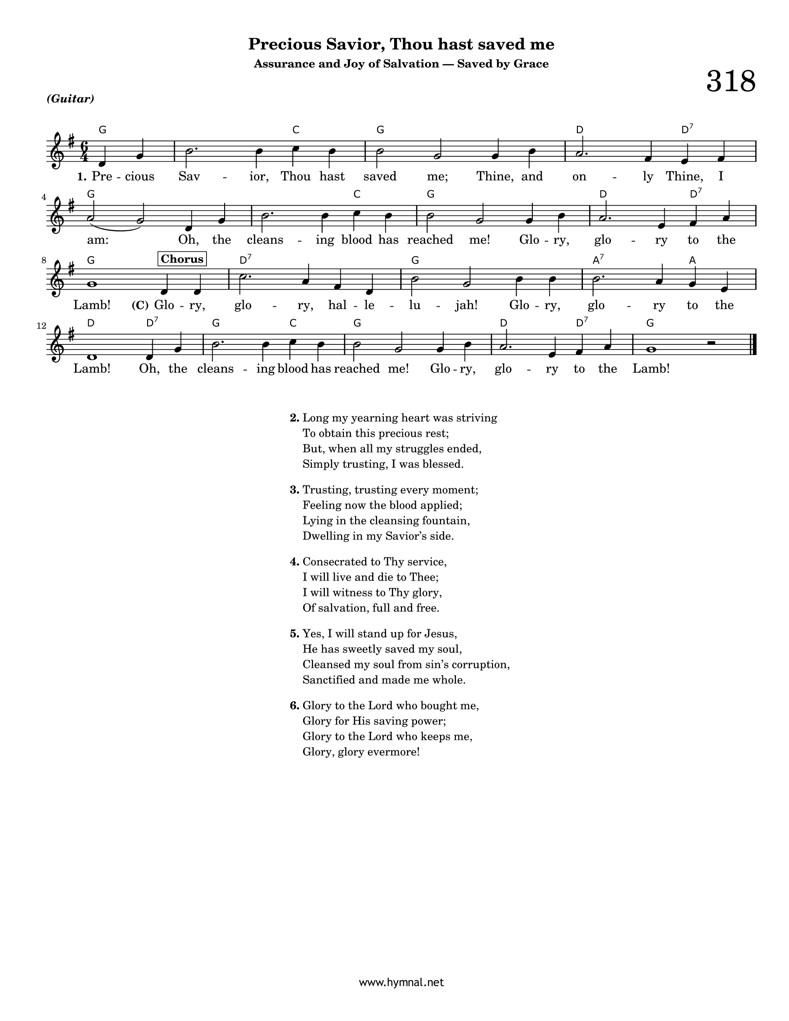 Precious Savior, Thou hast saved me
Assurance and Joy of Salvation — Saved by Grace
318
(Guitar)
G C G D D7
6
4
1. Pre - cious Sav - ior, Thou hast saved me; Thine, and on - ly Thine, I
4 G C G D D7
am: Oh, the cleans - ing blood has reached me! Glo - ry, glo - ry to the
8 G Chorus D7 G A7 A
Lamb! (C) Glo - ry, glo - ry, hal - le - lu - jah! Glo - ry, glo - ry to the
12 D D7 G C G D D7 G
Lamb! Oh, the cleans - ing blood has reached me! Glo - ry, glo - ry to the Lamb!
2. Long my yearning heart was striving
To obtain this precious rest;
But, when all my struggles ended,
Simply trusting, I was blessed.
3. Trusting, trusting every moment;
Feeling now the blood applied;
Lying in the cleansing fountain,
Dwelling in my Savior’s side.
4. Consecrated to Thy service,
I will live and die to Thee;
I will witness to Thy glory,
Of salvation, full and free.
5. Yes, I will stand up for Jesus,
He has sweetly saved my soul,
Cleansed my soul from sin’s corruption,
Sanctified and made me whole.
6. Glory to the Lord who bought me,
Glory for His saving power;
Glory to the Lord who keeps me,
Glory, glory evermore!
www.hymnal.net